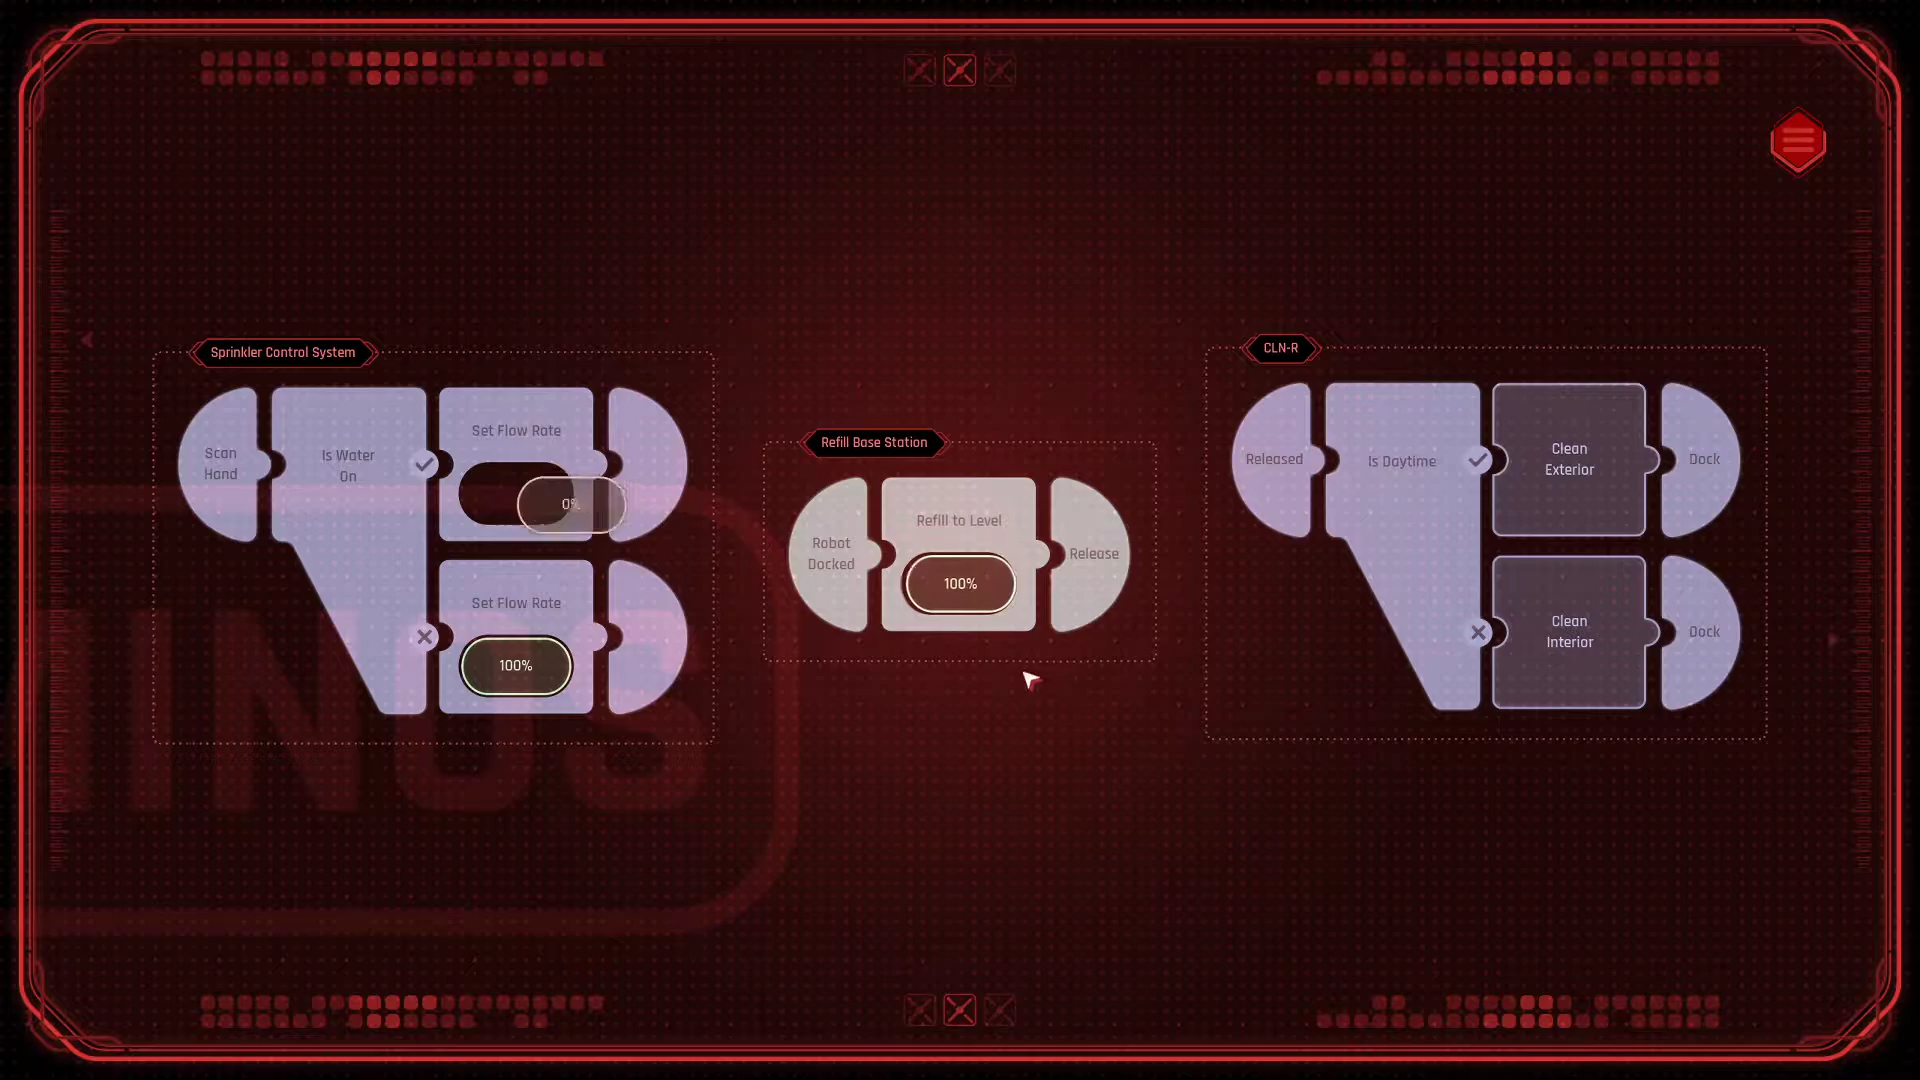 Sprinkler Control System
Scan
Hand
Is Water
On
Set Flow Rate
0%
Set Flow Rate
100%
Refill Base Station
Robot
Docked
Refill to Level
100%
Release
CLN-R
Released
Is Daytime
Clean
Exterior
Dock
Clean
Interior
Dock